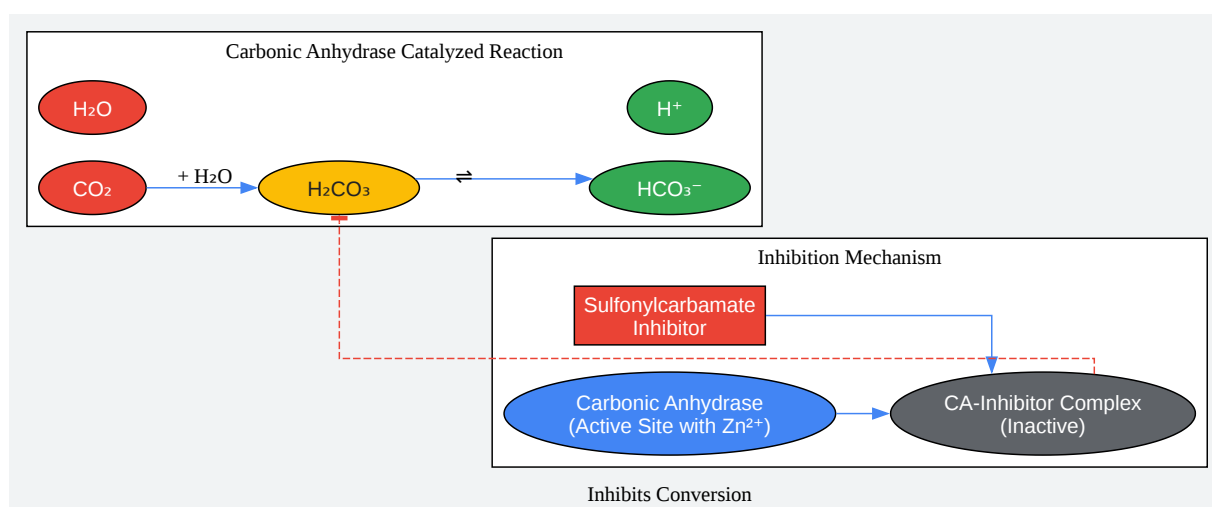 Carbonic Anhydrase Catalyzed Reaction
H₂O
H⁺
CO₂
+ H₂O
H₂CO₃
⇌
HCO₃⁻
Inhibition Mechanism
Sulfonylcarbamate
Inhibitor
Carbonic Anhydrase
(Active Site with Zn²⁺)
CA-Inhibitor Complex
(Inactive)
Inhibits Conversion